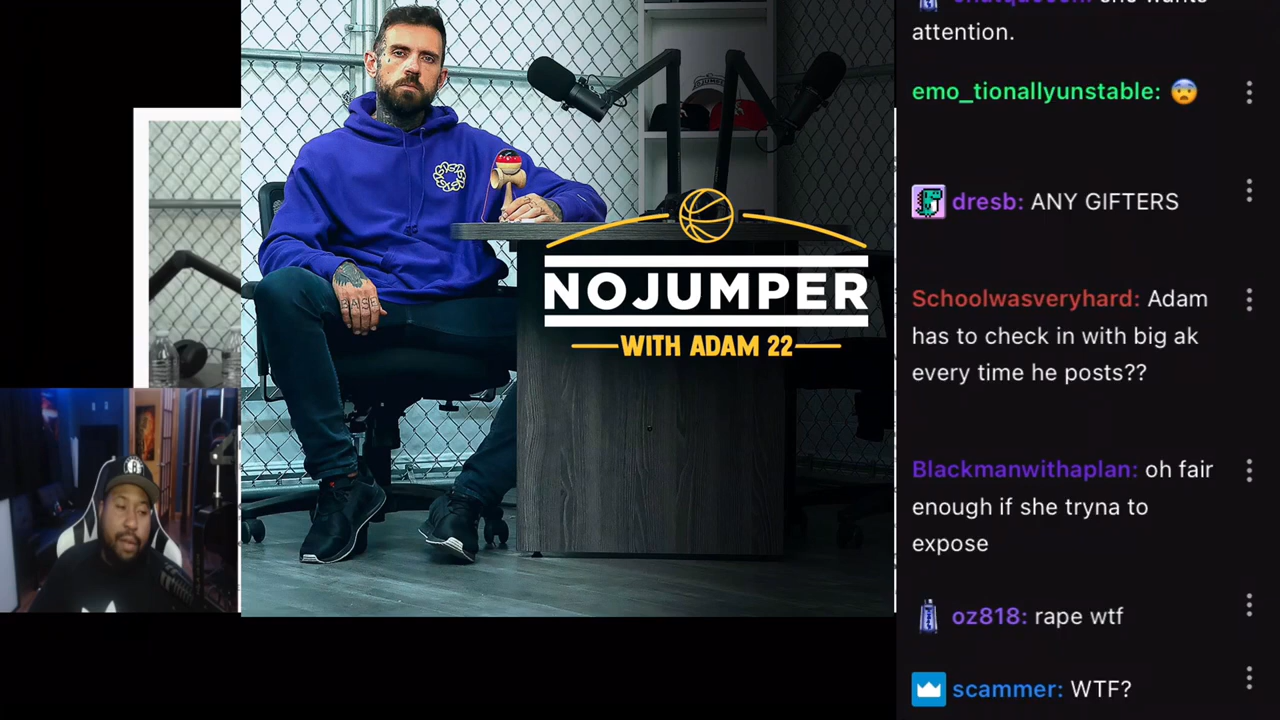 NOJUMPER
WITH ADAM 22
BASE
attention.
emo_tionallyunstable: 😨
dresb: ANY GIFTERS
Schoolwasveryhard: Adam
has to check in with big ak
every time he posts??
Blackmanwithaplan: oh fair
enough if she tryna to
expose
oz818: rape wtf
scammer: WTF?